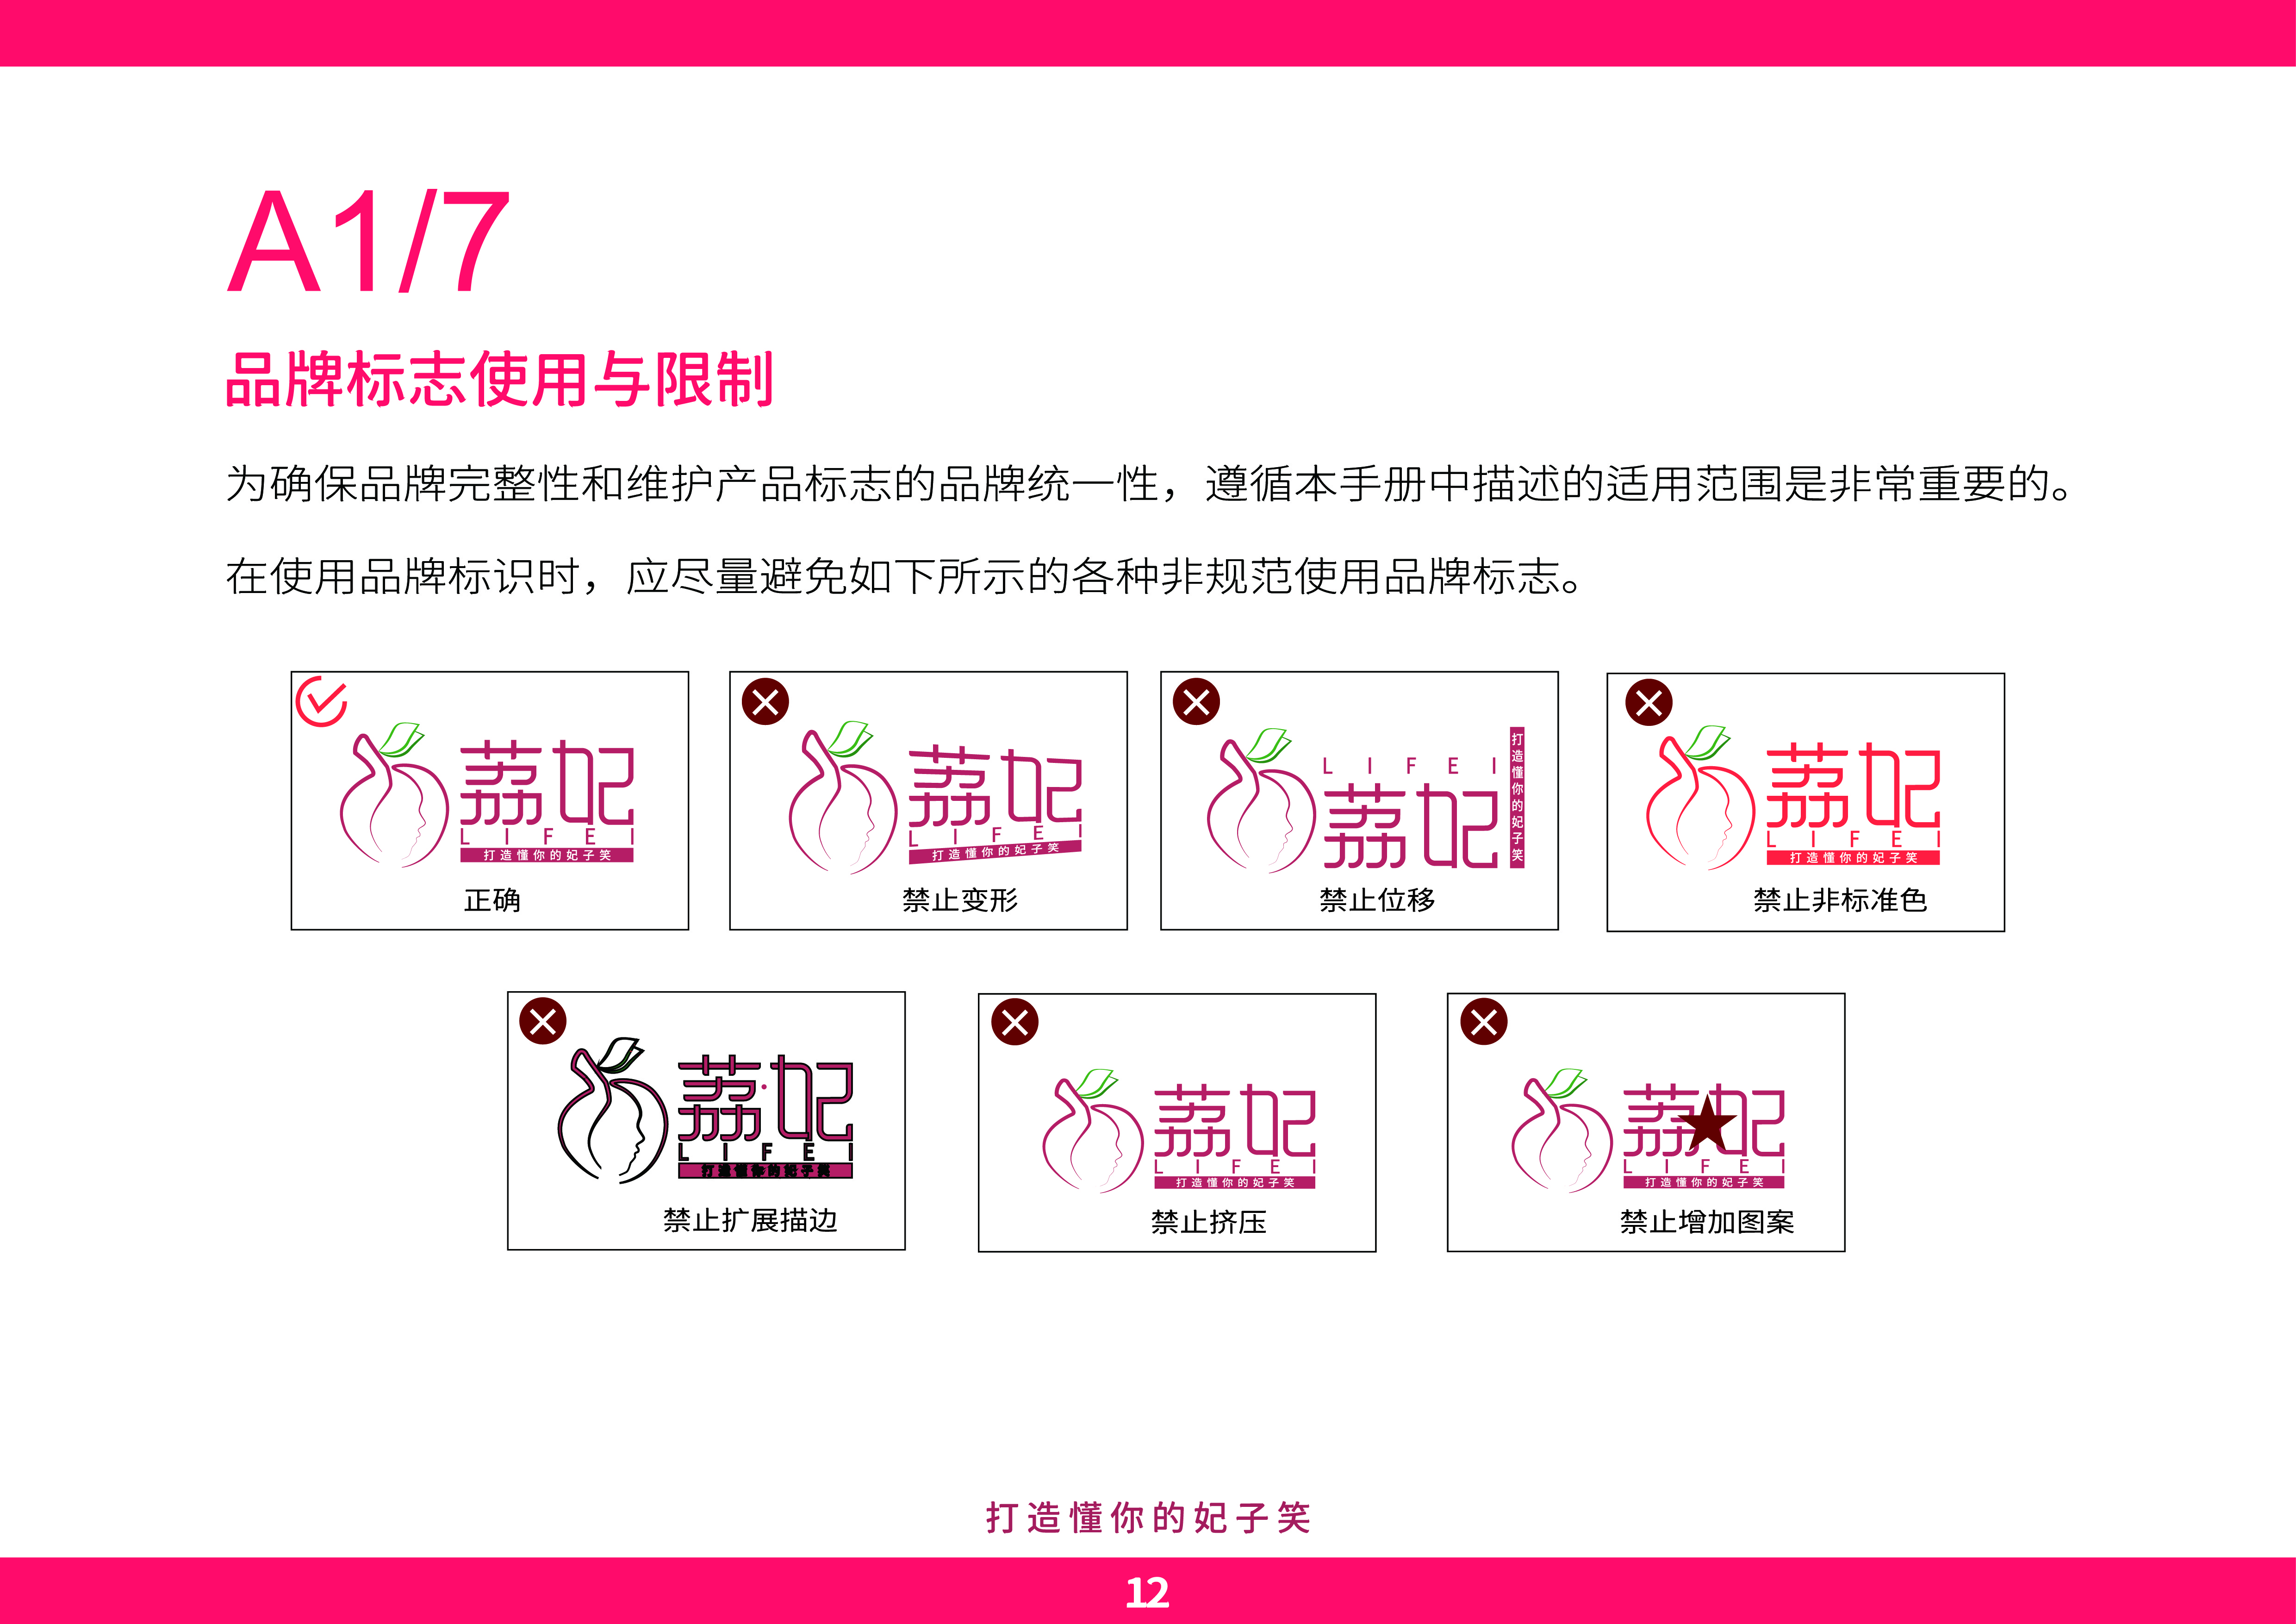 A1/7
品牌标志使用与限制
为确保品牌完整性和维护产品标志的品牌统一性，遵循本手册中描述的适用范围是非常重要的。
在使用品牌标识时，应尽量避免如下所示的各种非规范使用品牌标志。
荔妃
LIFEI
打造懂你的妃子笑
正确
荔妃
LIFEI
打造懂你的妃子笑
禁止变形
LIFEI
荔妃
打造懂你的妃子笑
禁止位移
荔妃
LIFEI
打造懂你的妃子笑
禁止非标准色
荔妃
LIFEI
打造懂你的妃子笑
禁止扩展描边
荔妃
LIFEI
打造懂你的妃子笑
禁止挤压
荔妃
LIFEI
打造懂你的妃子笑
禁止增加图案
打造懂你的妃子笑
12